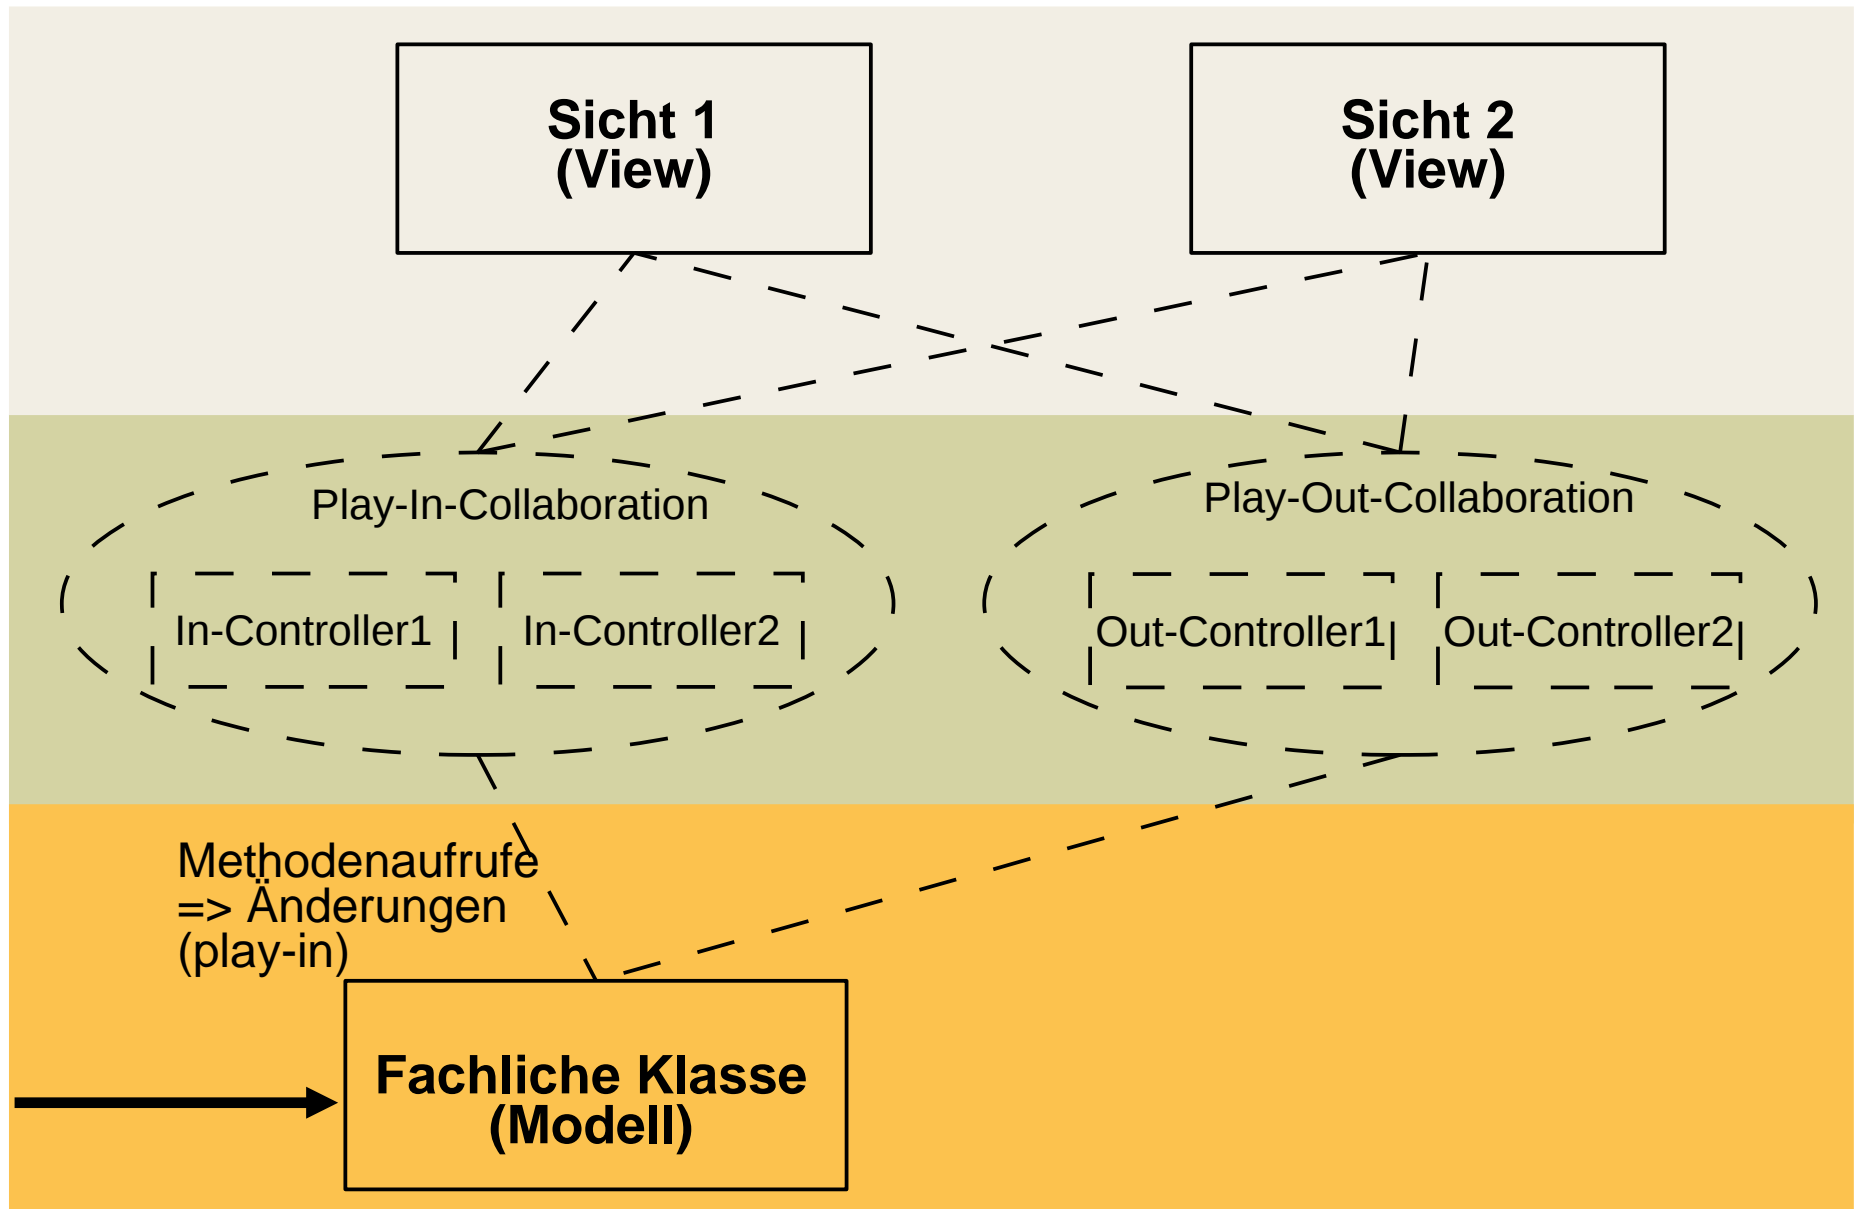 Sicht 1
(View)
Sicht 2
(View)
Play-In-Collaboration
In-Controller1
In-Controller2
Play-Out-Collaboration
Out-Controller1
Out-Controller2
Methodenaufrufe
=> Änderungen
(play-in)
Fachliche Klasse
(Modell)